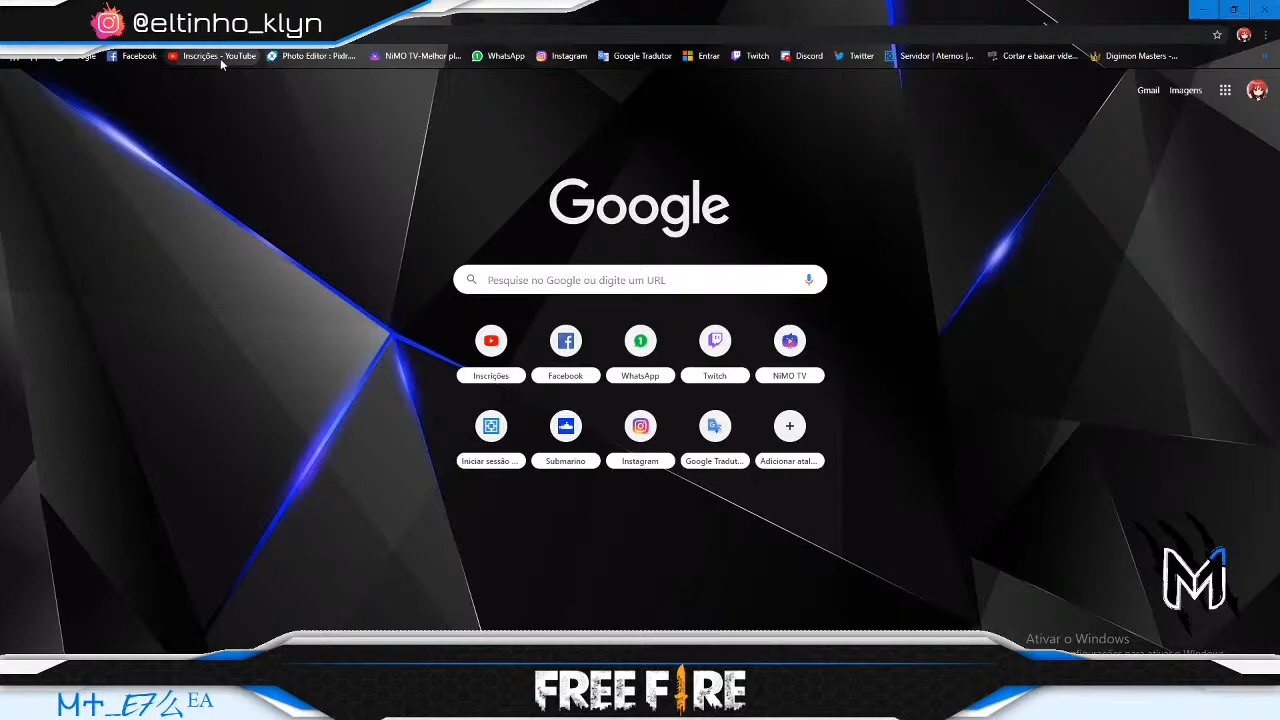 @eltinho_klyn
Facebook
Inscrições - YouTube
Photo Editor : Pixlr...
NiMO TV-Melhor pl...
WhatsApp
Instagram
Google Tradutor
Entrar
Twitch
Discord
Twitter
Servidor | Aternos |...
Cortar e baixar víde...
Digimon Masters -...
Gmail
Imagens
Google
Pesquise no Google ou digite um URL
Inscrições
Facebook
WhatsApp
Twitch
NiMO TV
Iniciar sessão ...
Submarino
Instagram
Google Tradut...
Adicionar atal...
Ativar o Windows
FREE FIRE